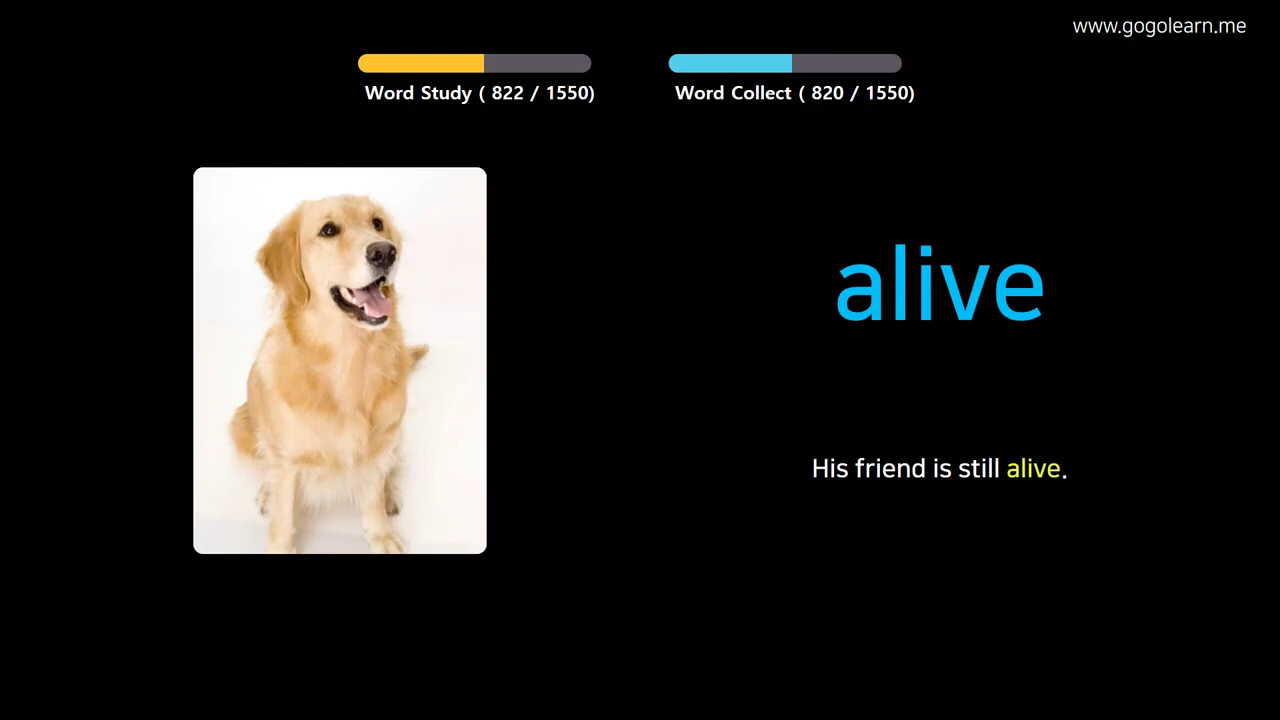 www.gogolearn.me
Word Study ( 822 / 1550)
Word Collect ( 820 / 1550)
alive
His friend is still alive.